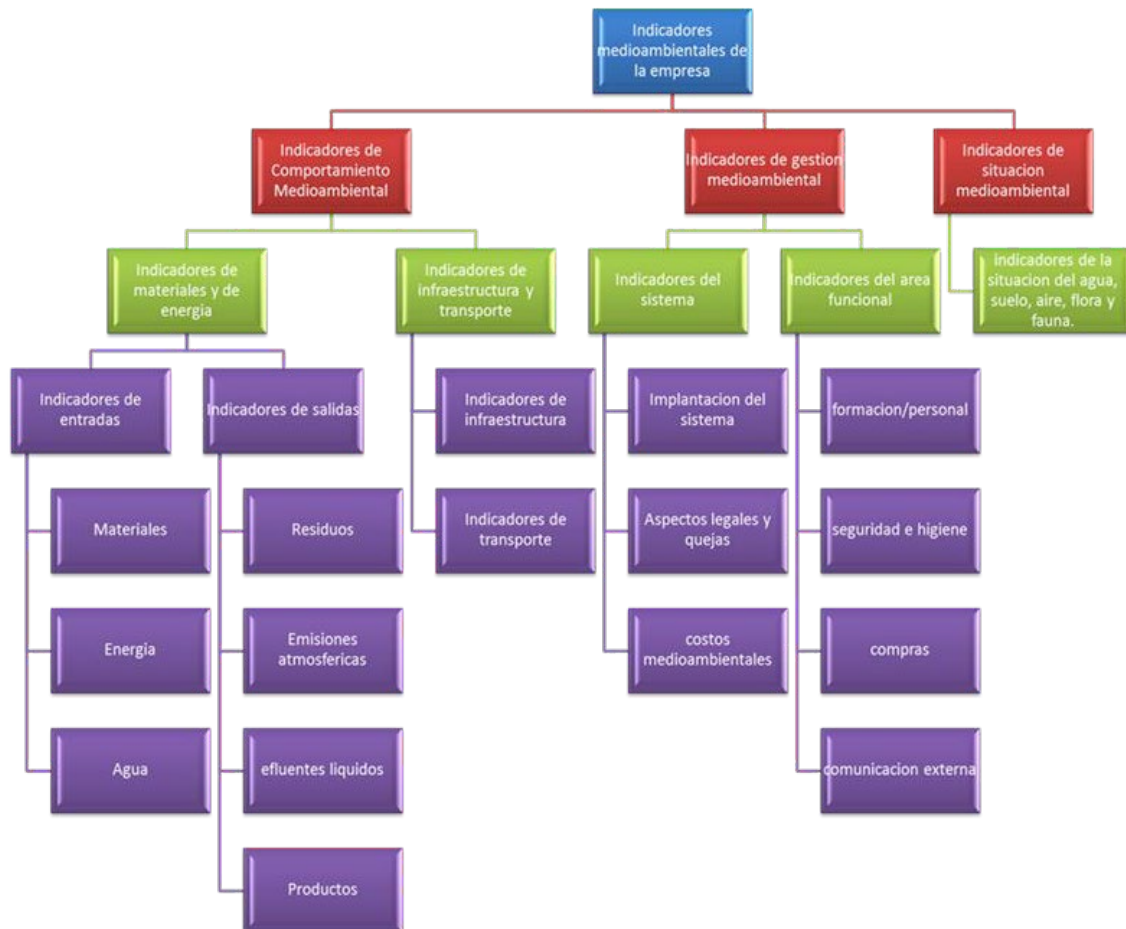 Indicadores
medioambientales de
la empresa
Indicadores de
Comportamiento
Medioambiental
Indicadores de gestion
medioambiental
Indicadores de
situacion
medioambiental
Indicadores de
materiales y de
energia
Indicadores de
infraestructura y
transporte
Indicadores del
sistema
Indicadores del area
funcional
indicadores de la
situacion del agua,
suelo, aire, flora y
fauna.
Indicadores de
entradas
Indicadores de salidas
Indicadores de
infraestructura
Implantacion del
sistema
formacion/personal
Materiales
Residuos
Indicadores de
transporte
Aspectos legales y
quejas
seguridad e higiene
Energia
Emisiones
atmosfericas
costos
medioambientales
compras
Agua
efluentes liquidos
comunicacion externa
Productos